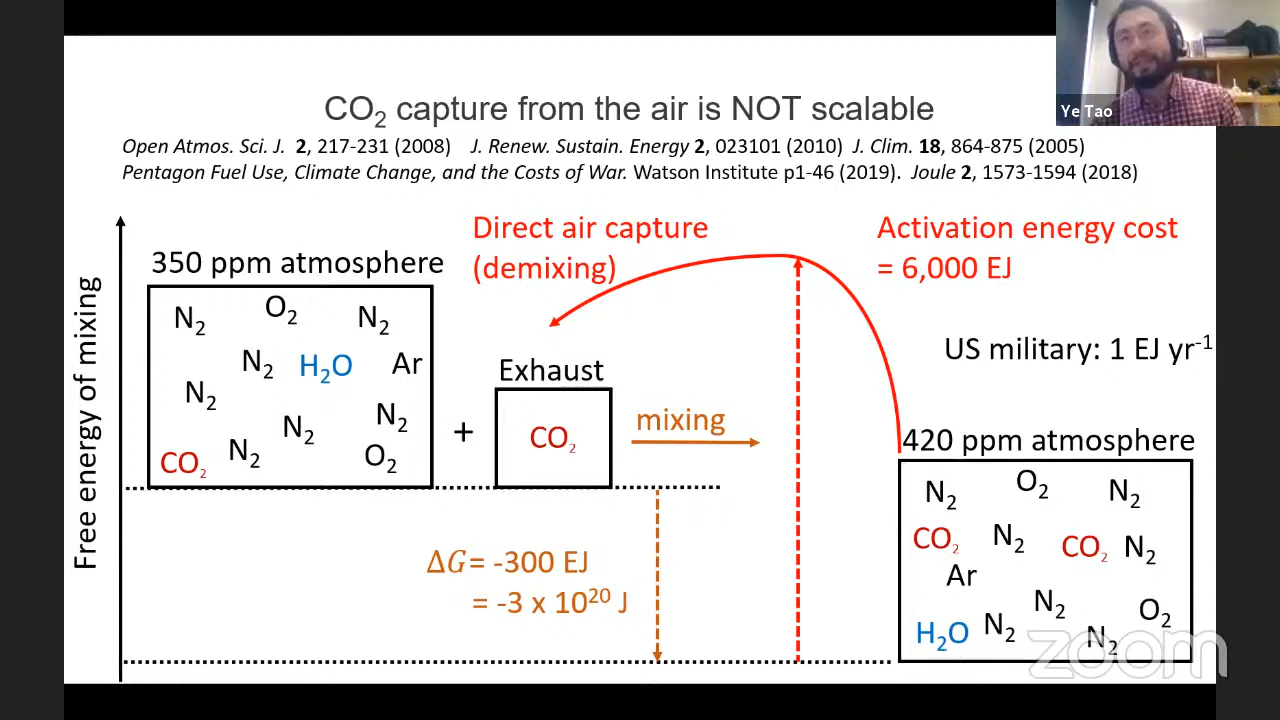 Ye Tao
CO₂ capture from the air is NOT scalable
Open Atmos. Sci. J. 2, 217-231 (2008) J. Renew. Sustain. Energy 2, 023101 (2010) J. Clim. 18, 864-875 (2005)
Pentagon Fuel Use, Climate Change, and the Costs of War. Watson Institute p1-46 (2019). Joule 2, 1573-1594 (2018)
Free energy of mixing
350 ppm atmosphere
N₂ O₂ N₂
N₂ H₂O Ar
N₂
N₂ N₂
CO₂ N₂ O₂
+
Exhaust
CO₂
mixing
Direct air capture
(demixing)
Activation energy cost
= 6,000 EJ
US military: 1 EJ yr⁻¹
420 ppm atmosphere
N₂ O₂ N₂
CO₂ N₂ CO₂ N₂
Ar
N₂ O₂
H₂O N₂ N₂
ΔG = -300 EJ
= -3 x 10²⁰ J
zoom